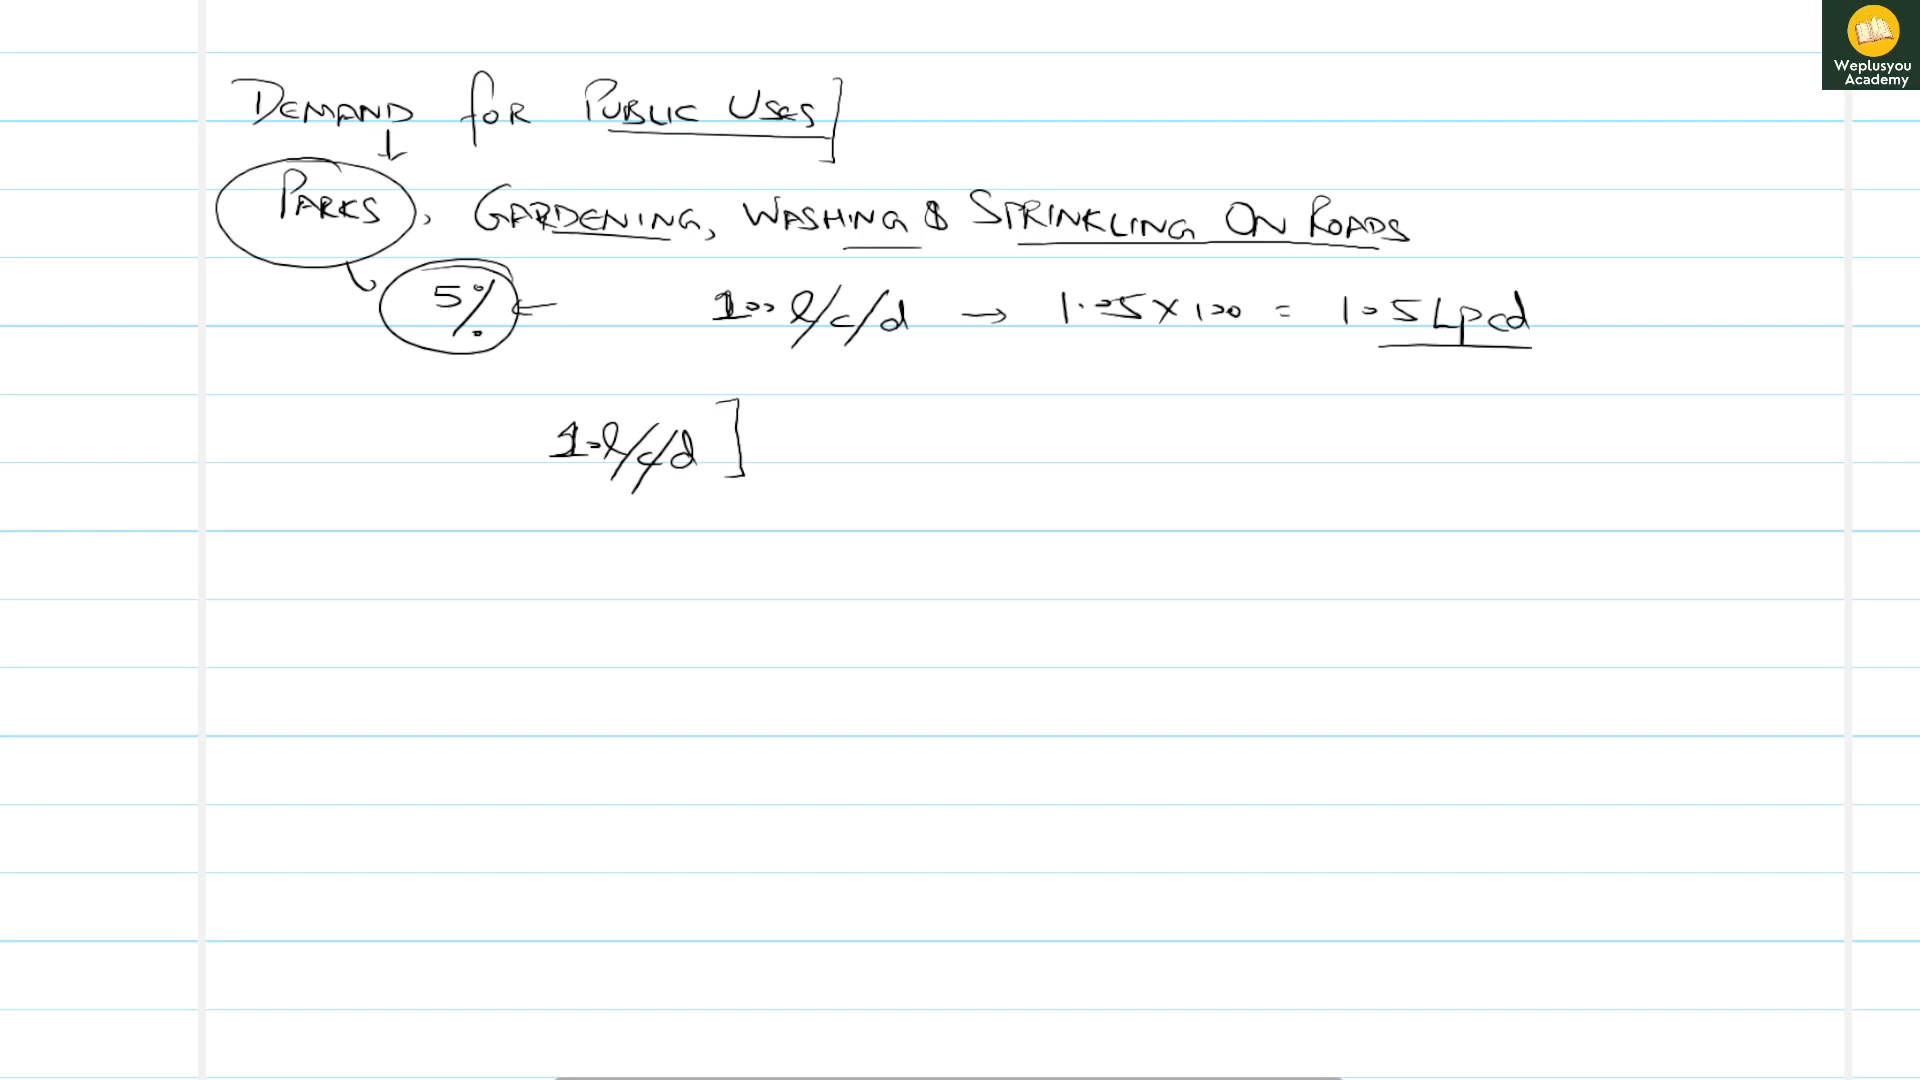 Weplusyou
Academy
DEMAND for PUBLIC USES]
↓
PARKS, GARDENING, WASHING & SPRINKLING ON ROADS
5% ← 100 l/c/d → 1.05 × 100 = 105 Lpcd
10 l/c/d ]